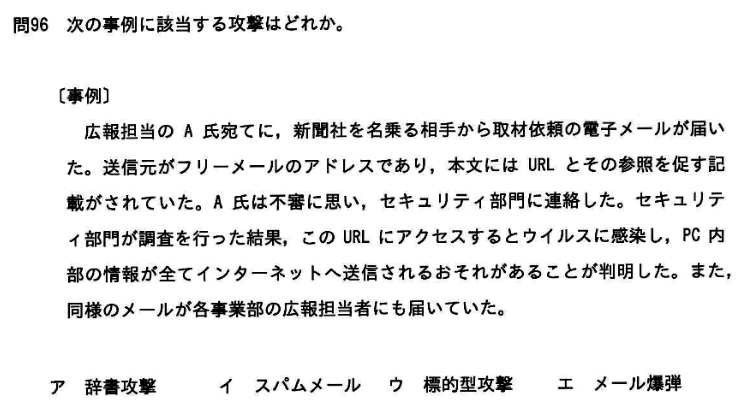 問96 次の事例に該当する攻撃はどれか。
〔事例〕
広報担当の A 氏宛てに，新聞社を名乗る相手から取材依頼の電子メールが届い
た。送信元がフリーメールのアドレスであり，本文には URL とその参照を促す記
載がされていた。A 氏は不審に思い，セキュリティ部門に連絡した。セキュリテ
ィ部門が調査を行った結果，この URL にアクセスするとウイルスに感染し，PC 内
部の情報が全てインターネットへ送信されるおそれがあることが判明した。また，
同様のメールが各事業部の広報担当者にも届いていた。
ア 辞書攻撃 イ スパムメール ウ 標的型攻撃 エ メール爆弾